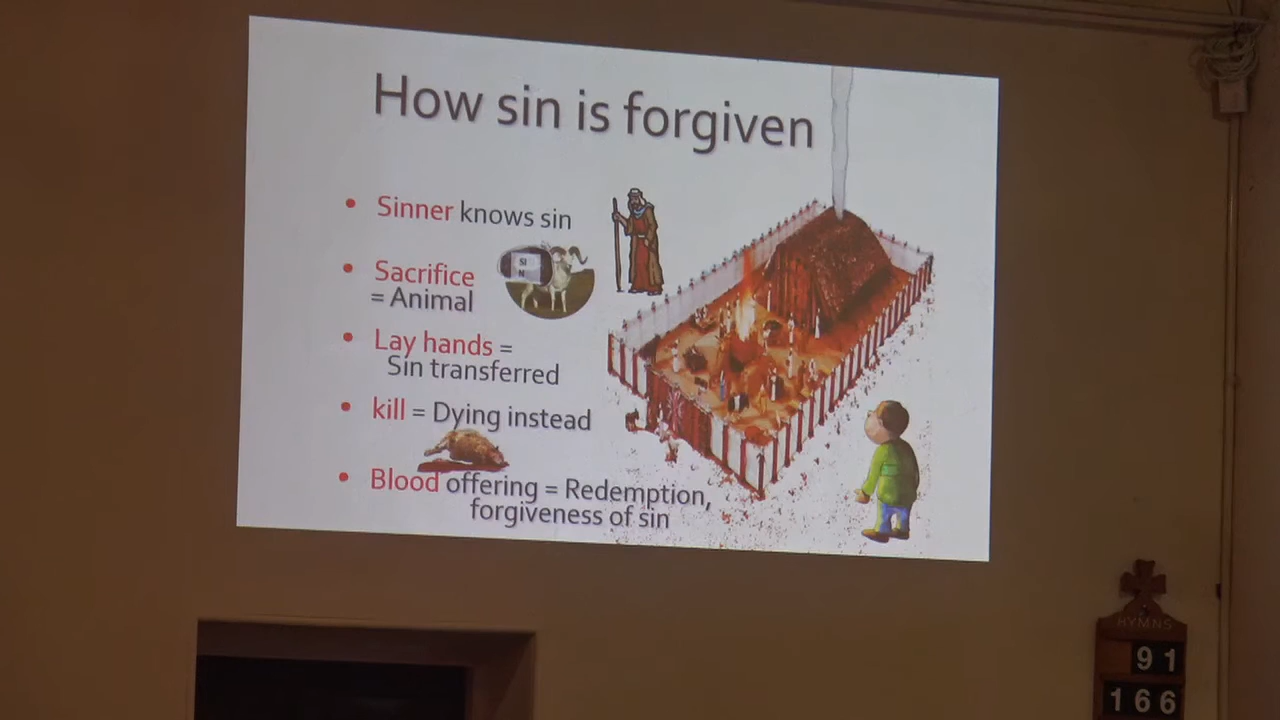 How sin is forgiven
• Sinner knows sin
• Sacrifice
= Animal
SI
N
• Lay hands =
Sin transferred
• kill = Dying instead
• Blood offering = Redemption,
forgiveness of sin
HYMNS
91
166